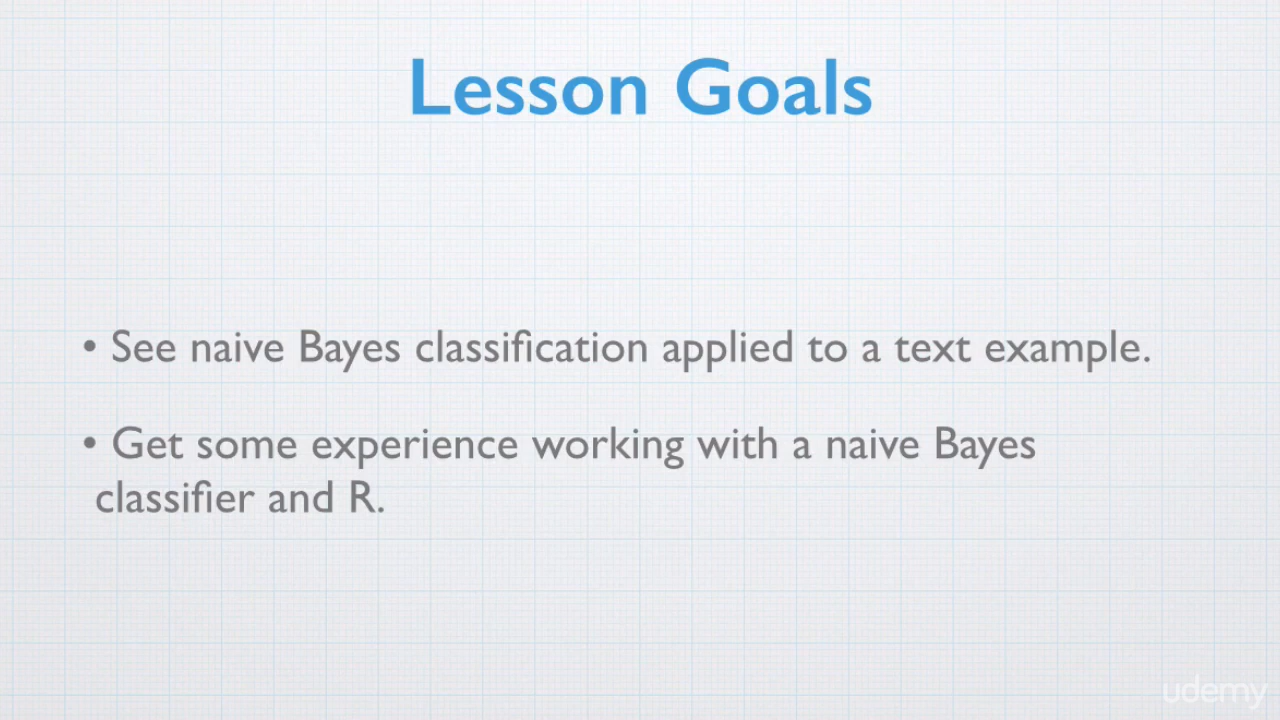 Lesson Goals
• See naive Bayes classification applied to a text example.
• Get some experience working with a naive Bayes
classifier and R.
udemy